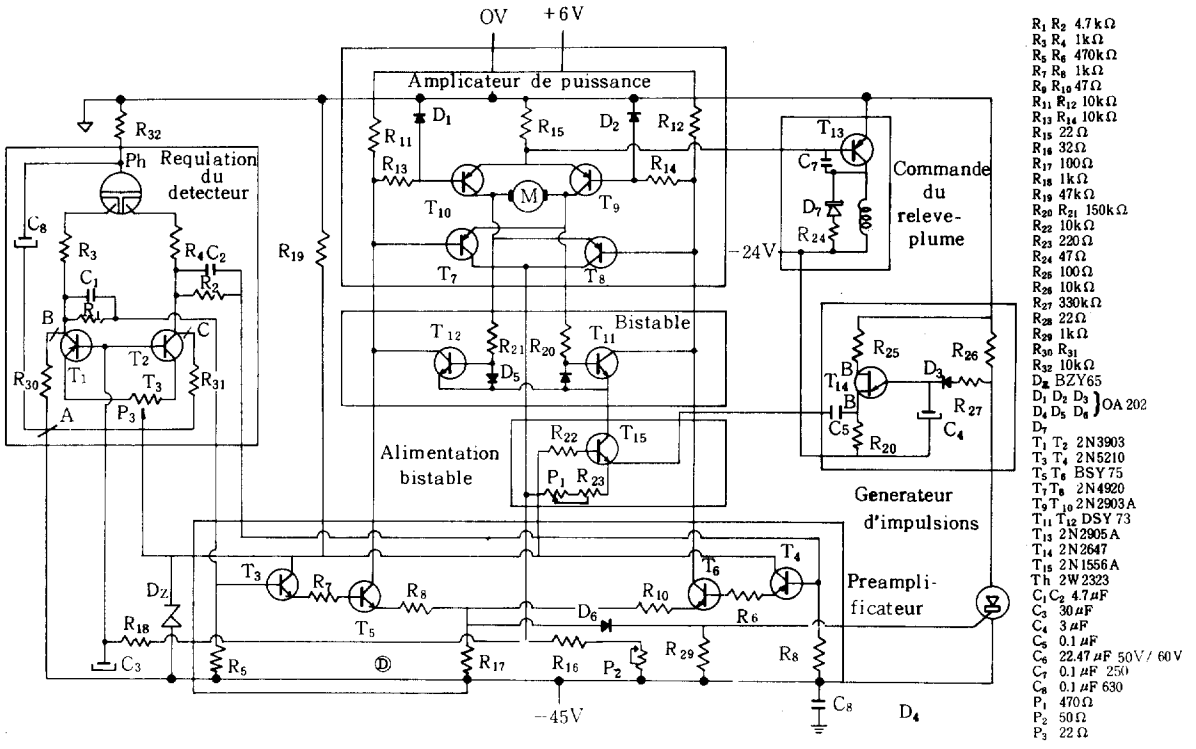 OV +6V
Amplicateur de puissance
D1
R11
R13
T10
R15
M
D2
R12
R14
T9
T7
T8
R32
Ph
Requlation du detecteur
C8
R3
R4
C1
C2
R1
R2
B
C
T1
T2
R30
T3
R31
P3
A
R19
T13
C7
D7
R24
-24V
Commande du releve-plume
Bistable
T12
R21
R20
T11
D5
R25
R26
B
D3
T14
B
R27
C5
C4
R20
Generateur d'impulsions
Alimentation bistable
R22
T15
P1
R23
Dz
T3
R7
T5
R8
R10
T6
T4
R6
Preampli-ficateur
D6
R18
C3
R5
D
R17
R16
P2
R29
R8
-45V
C8
D4
R1 R2 4.7kΩ
R3 R4 1kΩ
R5 R6 470kΩ
R7 R8 1kΩ
R9 R10 47Ω
R11 R12 10kΩ
R13 R14 10kΩ
R15 22Ω
R16 32Ω
R17 100Ω
R18 1kΩ
R19 47kΩ
R20 R21 150kΩ
R22 10kΩ
R23 220Ω
R24 47Ω
R25 100Ω
R26 10kΩ
R27 330kΩ
R28 22Ω
R29 1kΩ
R30 R31
R32 10kΩ
BZY65
D1 D2 D3
D4 D5 D6 } OA 202
D7
T1 T2 2N3903
T3 T4 2N5210
T5 T6 BSY 75
T7 T8 2N4920
T9 T10 2N2903A
T11 T12 DSY 73
T13 2N2905A
T14 2N2647
T15 2N1556A
Th 2W2323
C1 C2 4.7μF
C3 30μF
C4 3μF
C5 0.1μF
C6 22.47μF 50V/60V
C7 0.1μF 250
C8 0.1μF 630
P1 470Ω
P2 50Ω
P3 22Ω